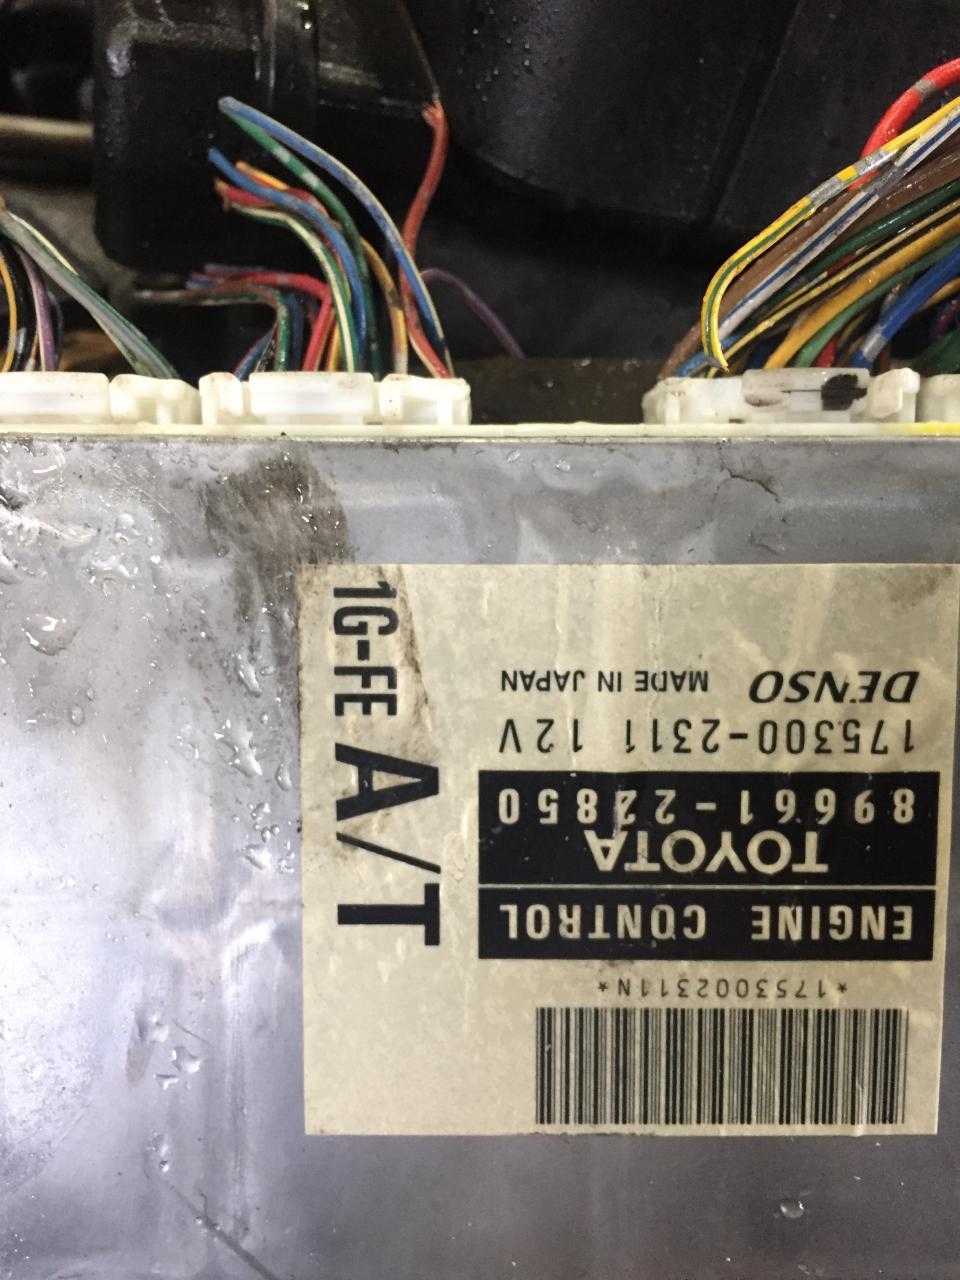 *1753002311N*
ENGINE CONTROL
TOYOTA
89661-22850
175300-2311 12V
DENSO MADE IN JAPAN
1G-FE A/T